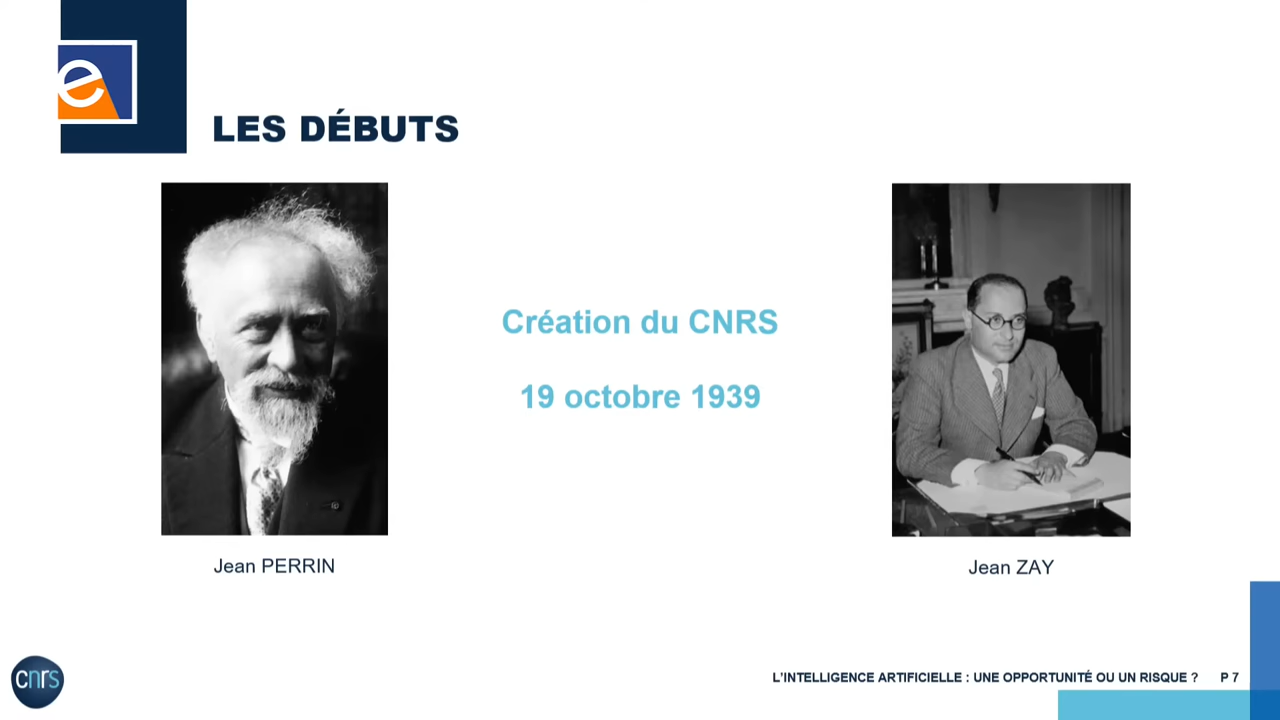 e
LES DÉBUTS
Création du CNRS
19 octobre 1939
Jean PERRIN
Jean ZAY
cnrs
L'INTELLIGENCE ARTIFICIELLE : UNE OPPORTUNITÉ OU UN RISQUE ? P 7